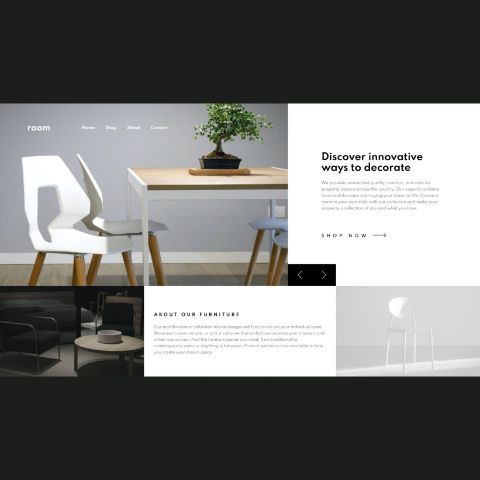 room
Home Shop About Contact
Discover innovative
ways to decorate
We provide unmatched quality, comfort, and style for
property owners across the country. Our experts combine
form and function in bringing your vision to life. Create a
room in your own style with our collection and make your
property a reflection of you and what you love.
SHOP NOW
ABOUT OUR FURNITURE
Our multifunctional collection blends design and function to suit your individual taste.
Make each room unique, or pick a cohesive theme that best express your interests and
what inspires you. Find the furniture pieces you need, from traditional to
contemporary styles or anything in between. Product specialists are available to help
you create your dream space.